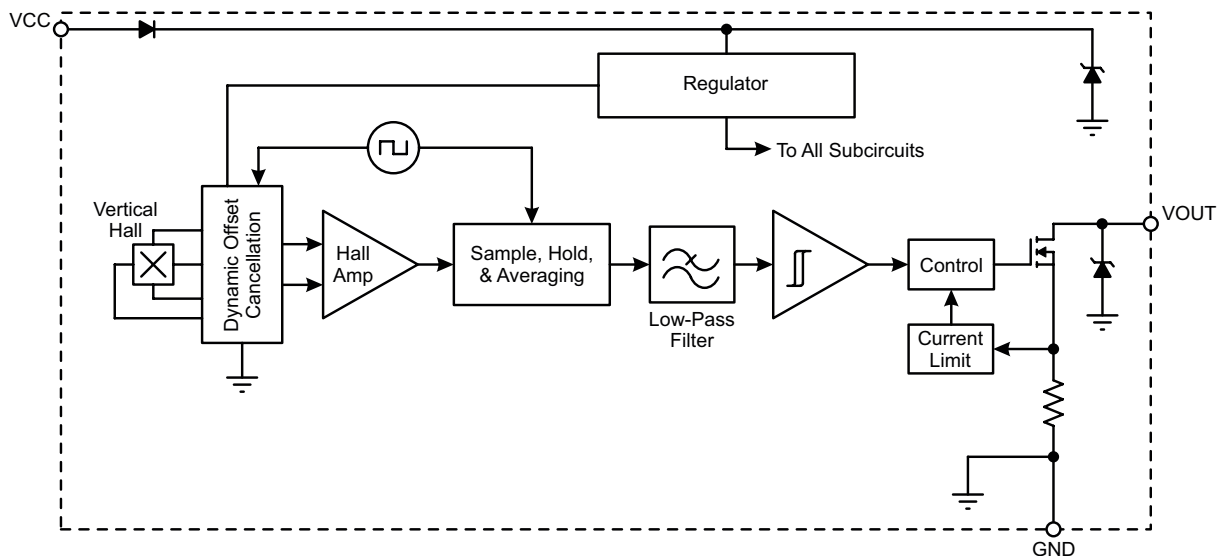 VCC
Regulator
To All Subcircuits
Vertical
Hall
Dynamic Offset
Cancellation
Hall
Amp
Sample, Hold,
& Averaging
Low-Pass
Filter
Control
Current
Limit
VOUT
GND